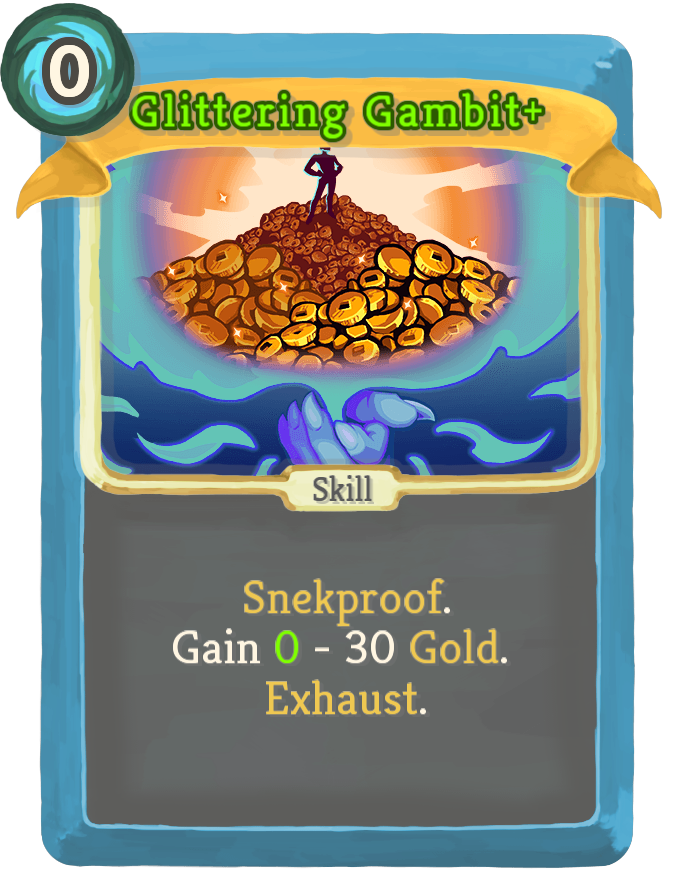 0
Glittering Gambit+
Skill
Snekproof.
Gain 0 - 30 Gold.
Exhaust.